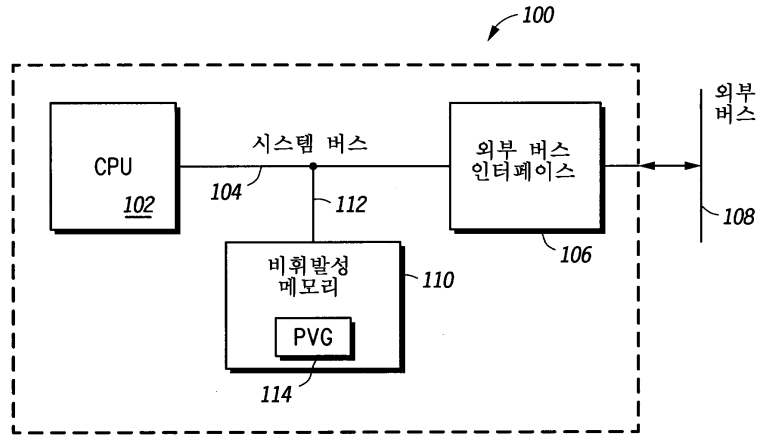 100
외부
버스
CPU
102
시스템 버스
104
112
외부 버스
인터페이스
106
108
비휘발성
메모리
110
PVG
114